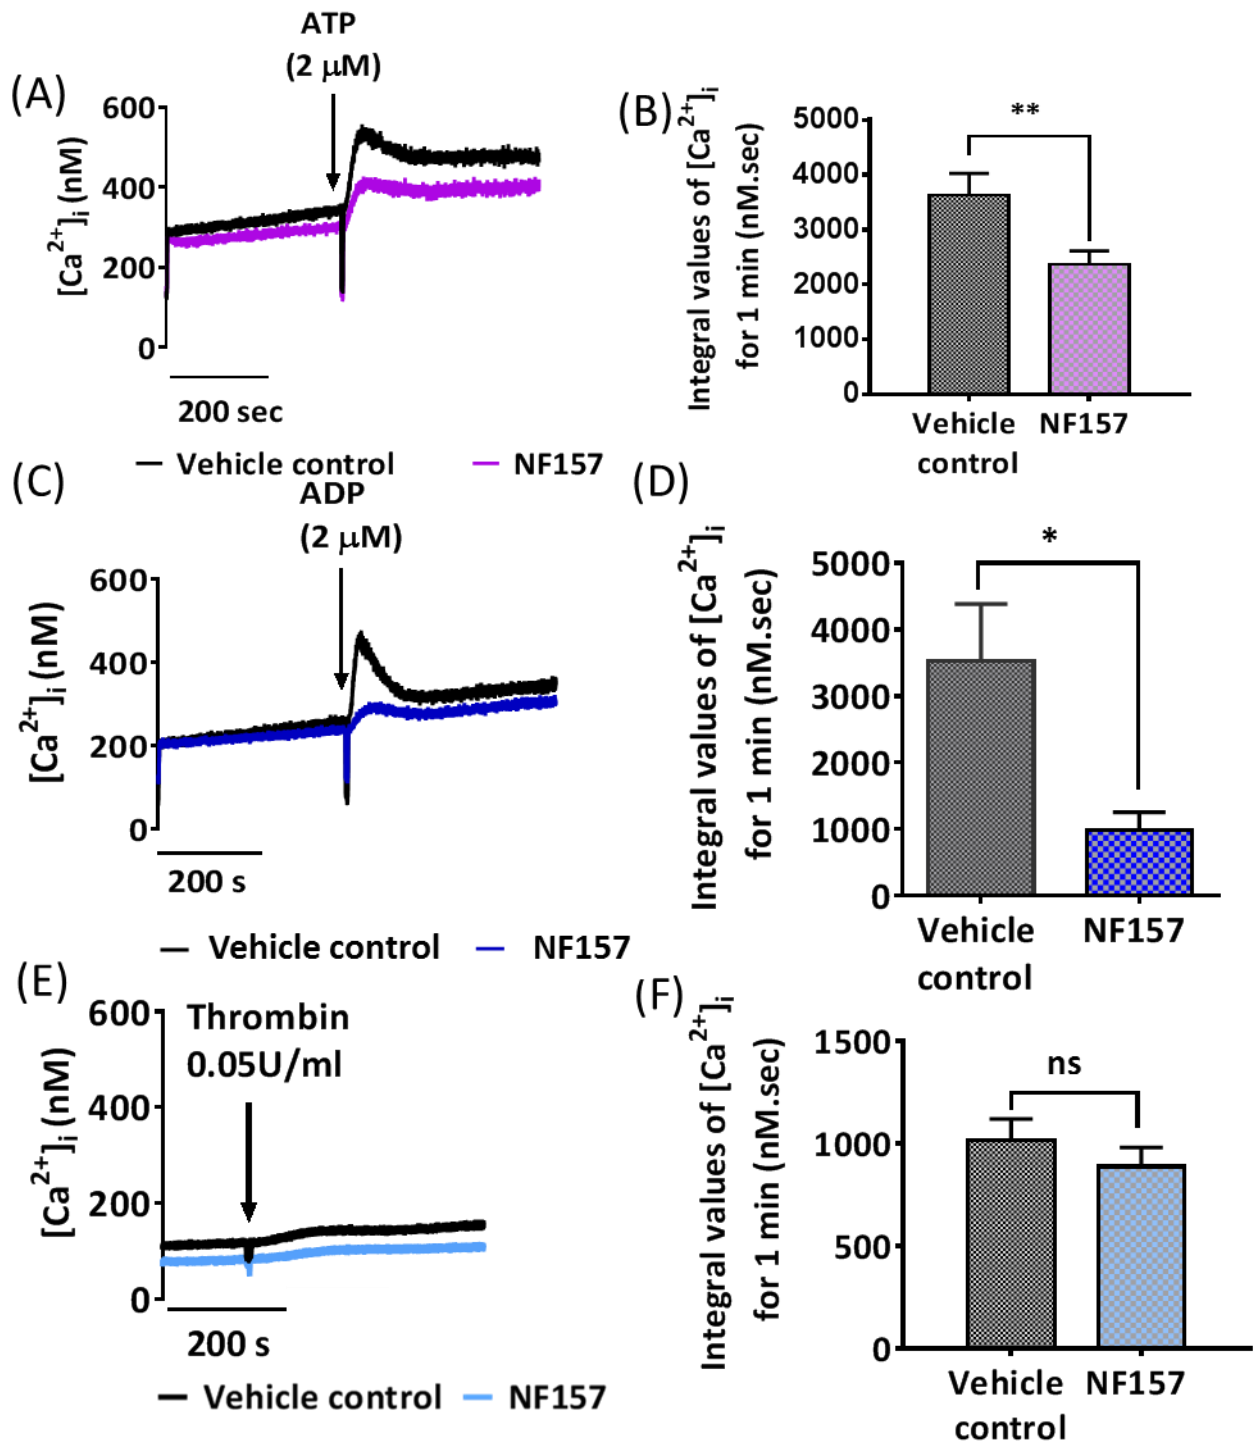 ATP
(2 μM)
(A)
600
400
200
0
[Ca2+]i (nM)
200 sec
Vehicle control
NF157
(B)
Integral values of [Ca2+]i
for 1 min (nM.sec)
5000
4000
3000
2000
1000
0
**
Vehicle
control
NF157
(C)
ADP
(2 μM)
600
400
200
0
[Ca2+]i (nM)
200 s
Vehicle control
NF157
(D)
Integral values of [Ca2+]i
for 1 min (nM.sec)
5000
4000
3000
2000
1000
0
*
Vehicle
control
NF157
(E)
Thrombin
0.05U/ml
600
400
200
0
[Ca2+]i (nM)
200 s
Vehicle control
NF157
(F)
Integral values of [Ca2+]i
for 1 min (nM.sec)
1500
1000
500
0
ns
Vehicle
control
NF157